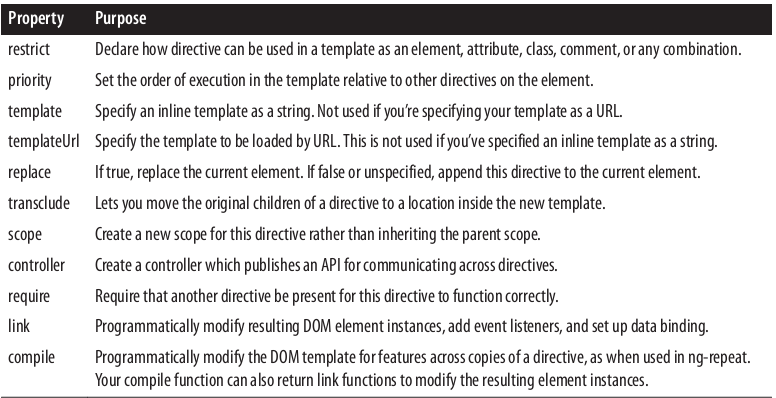 Property Purpose
restrict Declare how directive can be used in a template as an element, attribute, class, comment, or any combination.
priority Set the order of execution in the template relative to other directives on the element.
template Specify an inline template as a string. Not used if you’re specifying your template as a URL.
templateUrl Specify the template to be loaded by URL. This is not used if you’ve specified an inline template as a string.
replace If true, replace the current element. If false or unspecified, append this directive to the current element.
transclude Lets you move the original children of a directive to a location inside the new template.
scope Create a new scope for this directive rather than inheriting the parent scope.
controller Create a controller which publishes an API for communicating across directives.
require Require that another directive be present for this directive to function correctly.
link Programmatically modify resulting DOM element instances, add event listeners, and set up data binding.
compile Programmatically modify the DOM template for features across copies of a directive, as when used in ng-repeat.
Your compile function can also return link functions to modify the resulting element instances.